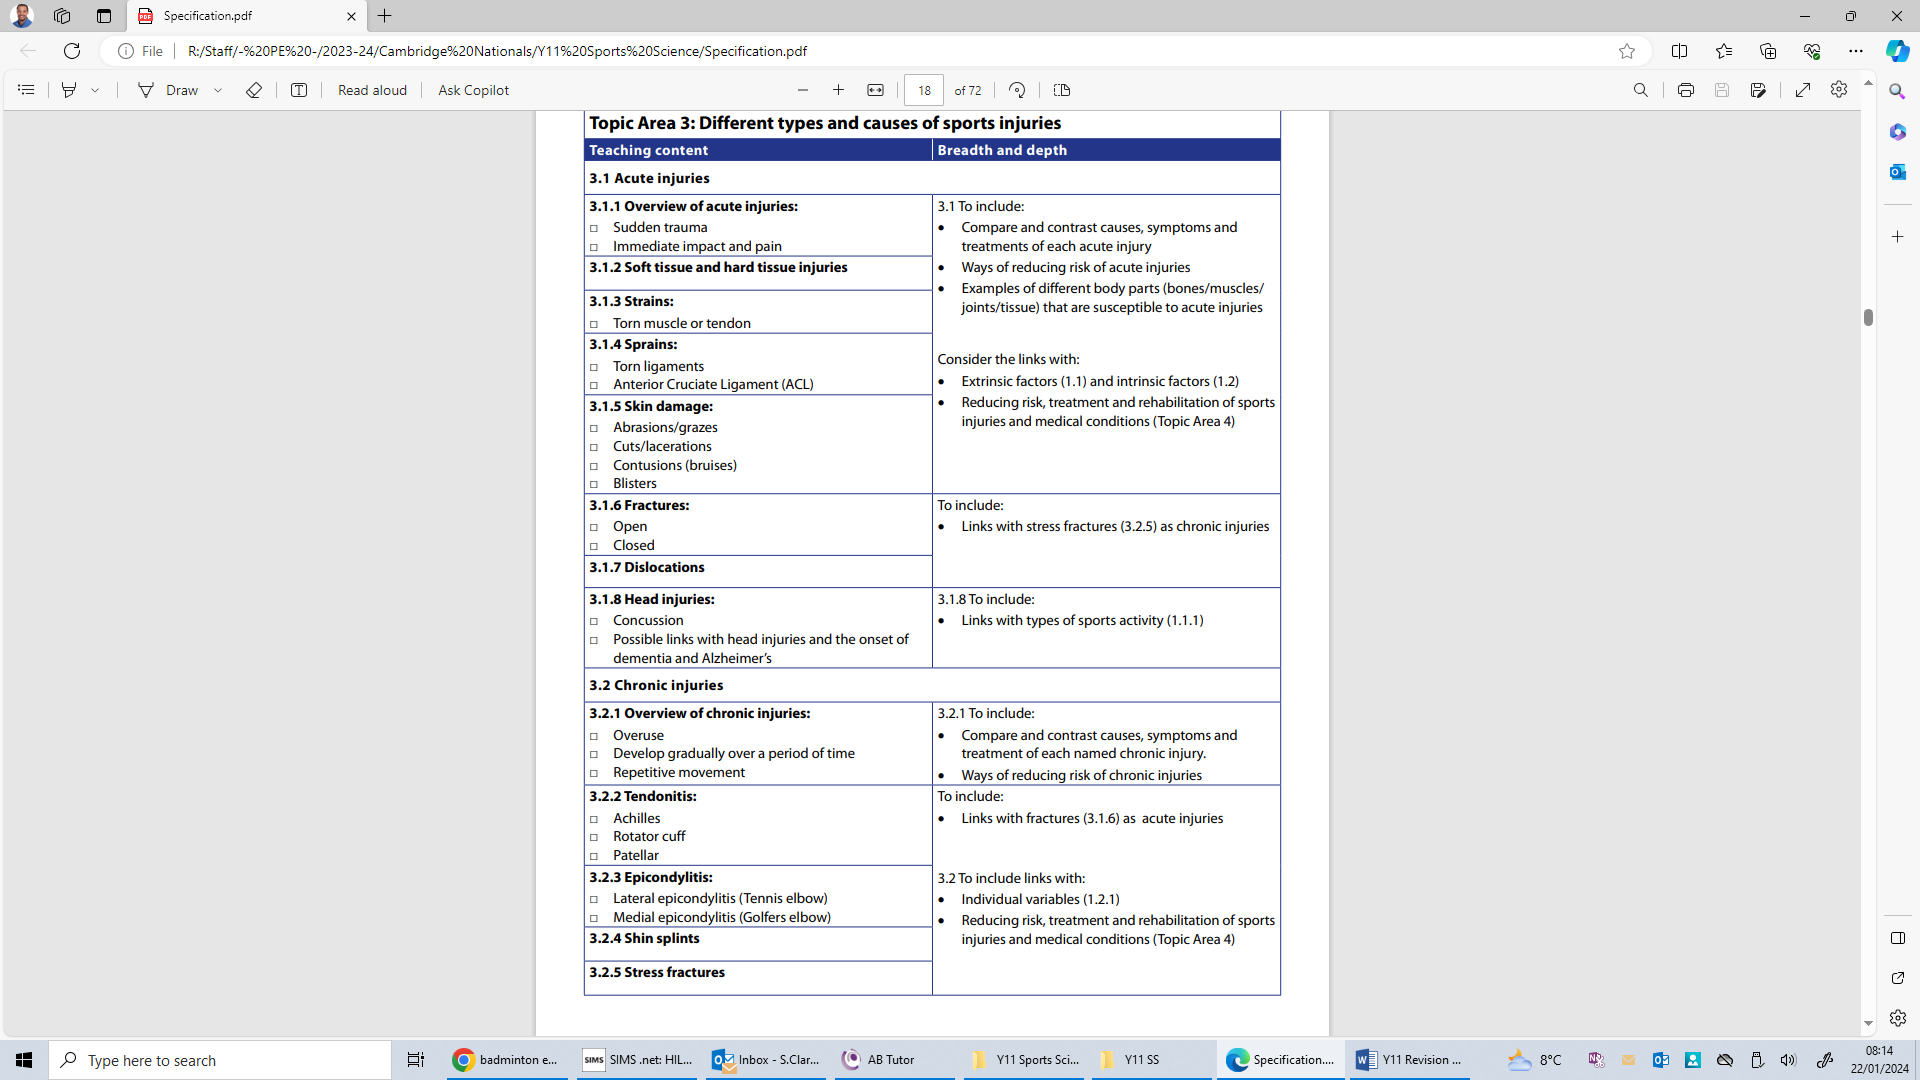 Specification.pdf
File
R:/Staff/-%20PE%20-/2023-24/Cambridge%20Nationals/Y11%20Sports%20Science/Specification.pdf
Draw
Read aloud
Ask Copilot
18
of 72
Topic Area 3: Different types and causes of sports injuries
Teaching content
Breadth and depth
3.1 Acute injuries
3.1.1 Overview of acute injuries:
Sudden trauma
Immediate impact and pain
3.1.2 Soft tissue and hard tissue injuries
3.1.3 Strains:
Torn muscle or tendon
3.1.4 Sprains:
Torn ligaments
Anterior Cruciate Ligament (ACL)
3.1.5 Skin damage:
Abrasions/grazes
Cuts/lacerations
Contusions (bruises)
Blisters
3.1 To include:
• Compare and contrast causes, symptoms and
treatments of each acute injury
• Ways of reducing risk of acute injuries
• Examples of different body parts (bones/muscles/
joints/tissue) that are susceptible to acute injuries
Consider the links with:
• Extrinsic factors (1.1) and intrinsic factors (1.2)
• Reducing risk, treatment and rehabilitation of sports
injuries and medical conditions (Topic Area 4)
3.1.6 Fractures:
Open
Closed
3.1.7 Dislocations
To include:
• Links with stress fractures (3.2.5) as chronic injuries
3.1.8 Head injuries:
Concussion
Possible links with head injuries and the onset of
dementia and Alzheimer’s
3.1.8 To include:
• Links with types of sports activity (1.1.1)
3.2 Chronic injuries
3.2.1 Overview of chronic injuries:
Overuse
Develop gradually over a period of time
Repetitive movement
3.2.1 To include:
• Compare and contrast causes, symptoms and
treatment of each named chronic injury.
• Ways of reducing risk of chronic injuries
3.2.2 Tendonitis:
Achilles
Rotator cuff
Patellar
3.2.3 Epicondylitis:
Lateral epicondylitis (Tennis elbow)
Medial epicondylitis (Golfers elbow)
3.2.4 Shin splints
3.2.5 Stress fractures
To include:
• Links with fractures (3.1.6) as acute injuries
3.2 To include links with:
• Individual variables (1.2.1)
• Reducing risk, treatment and rehabilitation of sports
injuries and medical conditions (Topic Area 4)
Type here to search
badminton e...
SIMS .net: HIL...
Inbox - S.Clar...
AB Tutor
Y11 Sports Sci...
Y11 SS
Specification....
Y11 Revision ...
8°C
08:14
22/01/2024